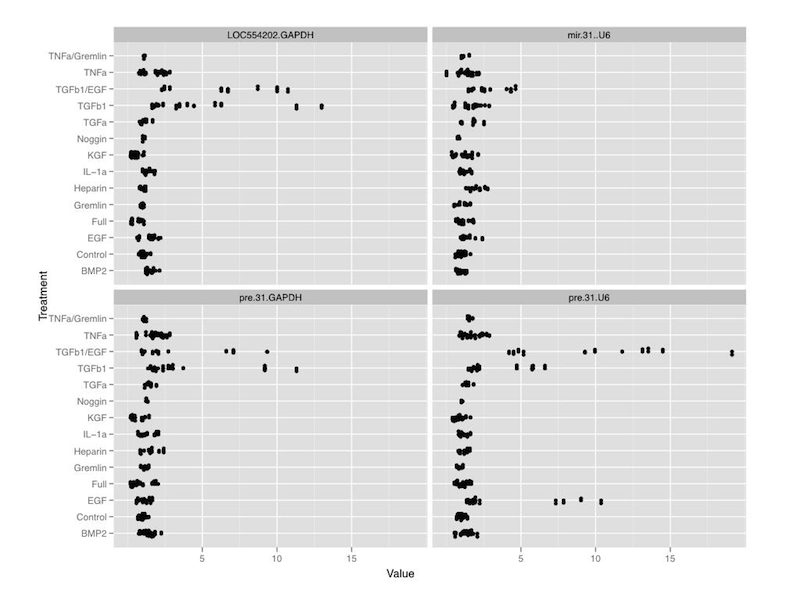 LOC554202.GAPDH
mir.31..U6
TNFa/Gremlin
TNFa
TGFb1/EGF
TGFb1
TGFa
Noggin
KGF
IL−1a
Heparin
Gremlin
Full
EGF
Control
BMP2
pre.31.GAPDH
pre.31.U6
TNFa/Gremlin
TNFa
TGFb1/EGF
TGFb1
TGFa
Noggin
KGF
IL−1a
Heparin
Gremlin
Full
EGF
Control
BMP2
Treatment
5 10 15 5 10 15
Value